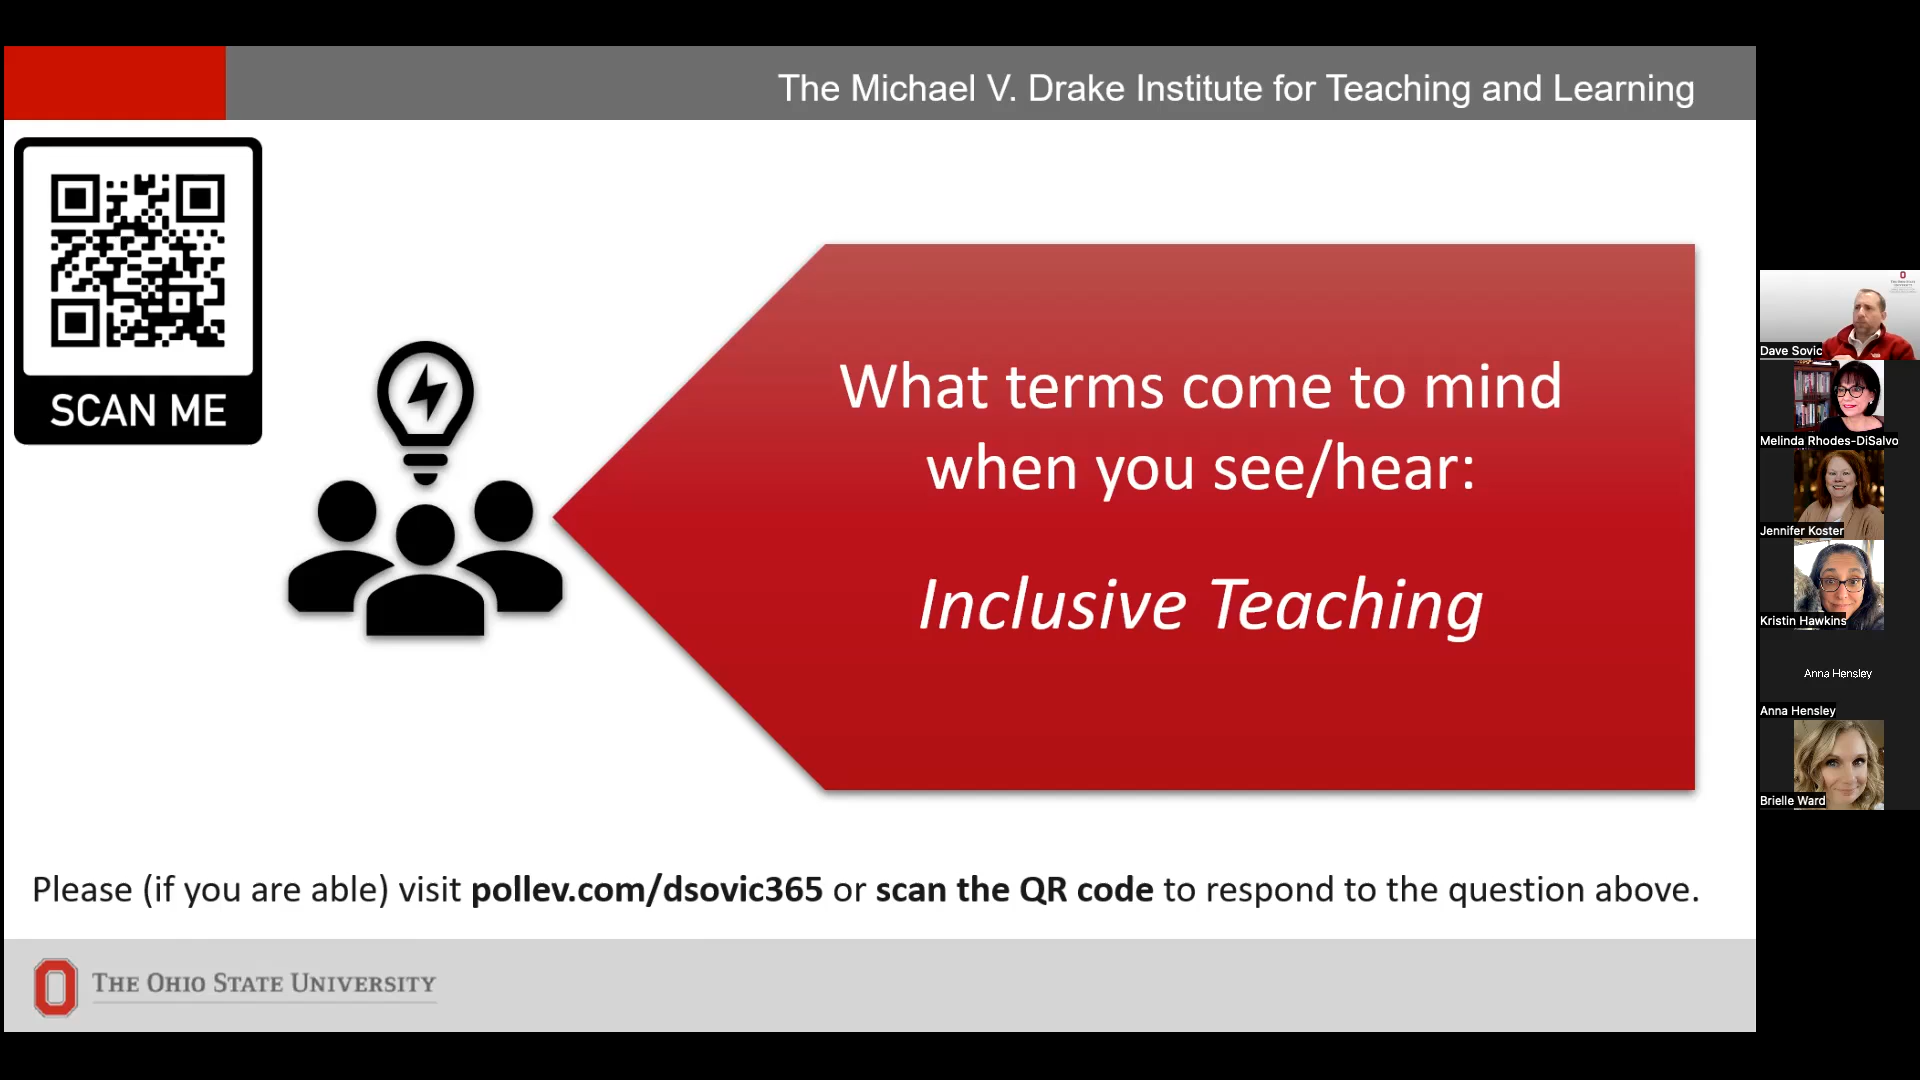 The Michael V. Drake Institute for Teaching and Learning
SCAN ME
What terms come to mind
when you see/hear:
Inclusive Teaching
Please (if you are able) visit pollev.com/dsovic365 or scan the QR code to respond to the question above.
THE OHIO STATE UNIVERSITY
Dave Sovic
Melinda Rhodes-DiSalvo
Jennifer Koster
Kristin Hawkins
Anna Hensley
Anna Hensley
Brielle Ward